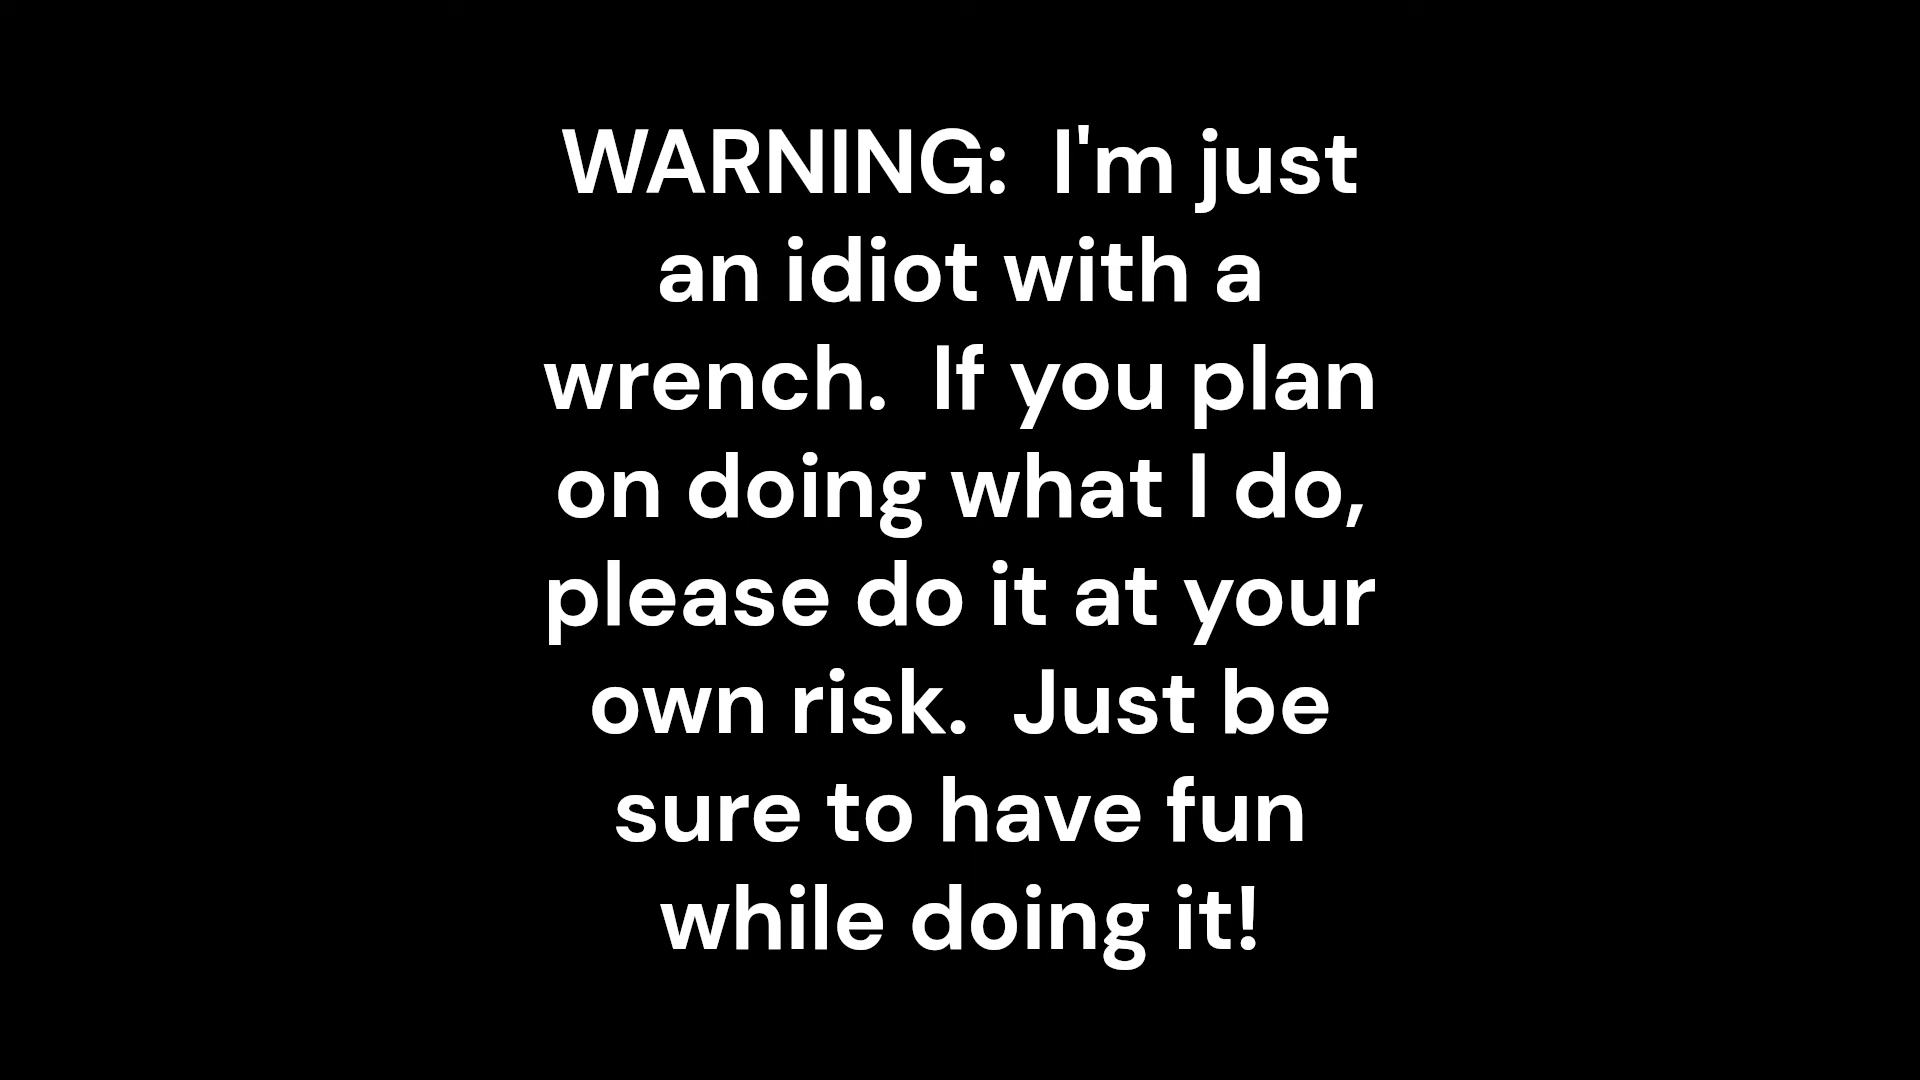 WARNING:  I'm just
an idiot with a
wrench.  If you plan
on doing what I do,
please do it at your
own risk.  Just be
sure to have fun
while doing it!